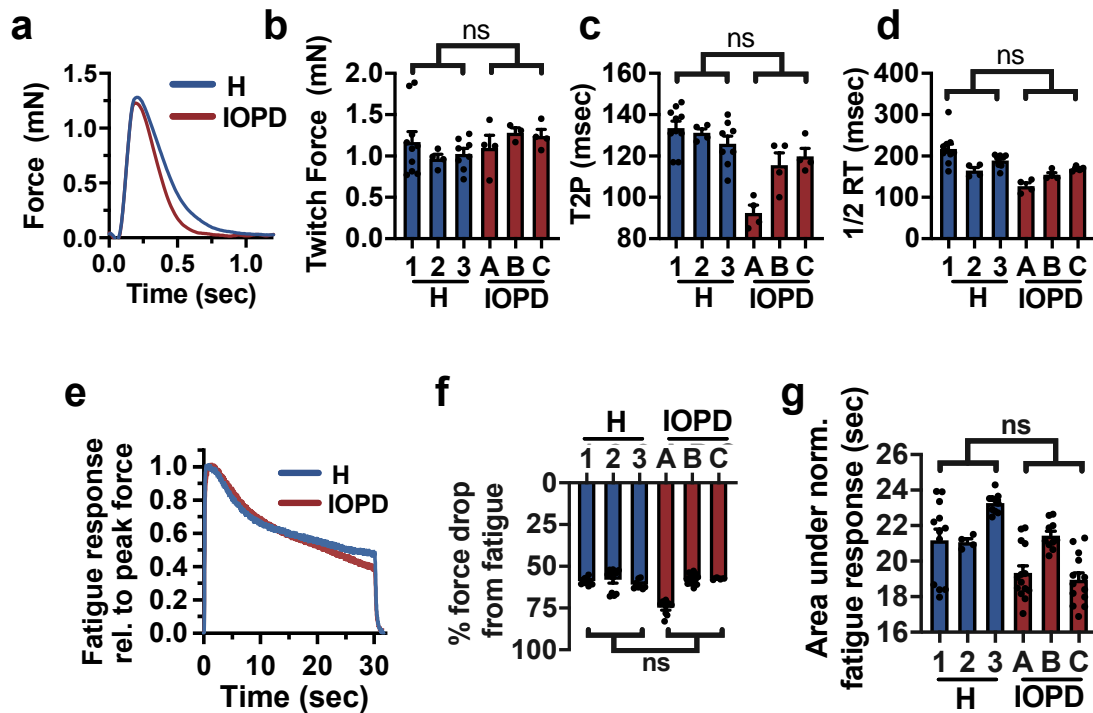 a
Force (mN)
1.5
1.0
0.5
0.0
0.0 0.5 1.0
Time (sec)
H
IOPD
b
Twitch Force (mN)
ns
2.0
1.5
1.0
0.5
0.0
1 2 3 A B C
H IOPD
c
T2P (msec)
ns
160
140
120
100
80
1 2 3 A B C
H IOPD
d
1/2 RT (msec)
ns
400
300
200
100
0
1 2 3 A B C
H IOPD
e
Fatigue response
rel. to peak force
1.0
0.8
0.6
0.4
0.2
0.0
0 10 20 30
Time (sec)
H
IOPD
f
H IOPD
1 2 3 A B C
% force drop
from fatigue
0
25
50
75
100
ns
g
Area under norm.
fatigue response (sec)
ns
26
24
22
20
18
16
1 2 3 A B C
H IOPD